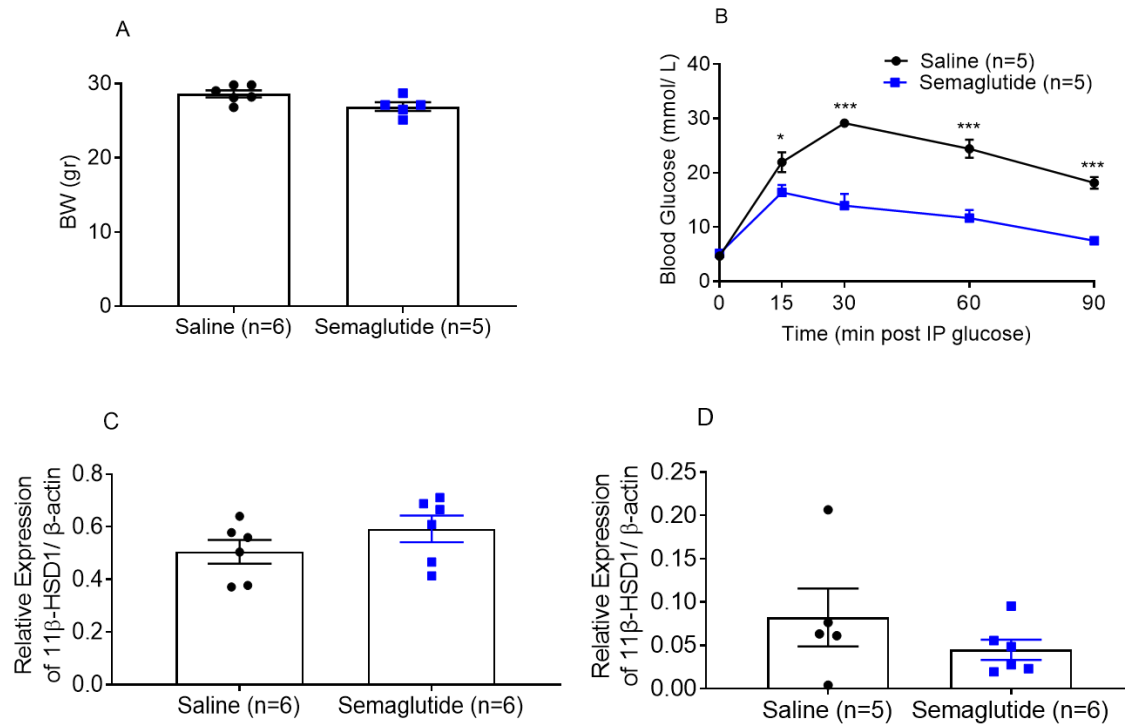 A
BW (gr)
30
20
10
0
Saline (n=6) Semaglutide (n=5)
B
Saline (n=5)
Semaglutide (n=5)
Blood Glucose (mmol/ L)
40
30
20
10
0
* *** *** ***
0 15 30 60 90
Time (min post IP glucose)
C
Relative Expression
of 11β-HSD1/ β-actin
0.8
0.6
0.4
0.2
0.0
Saline (n=6) Semaglutide (n=6)
D
Relative Expression
of 11β-HSD1/ β-actin
0.25
0.20
0.15
0.10
0.05
0.00
Saline (n=5) Semaglutide (n=6)